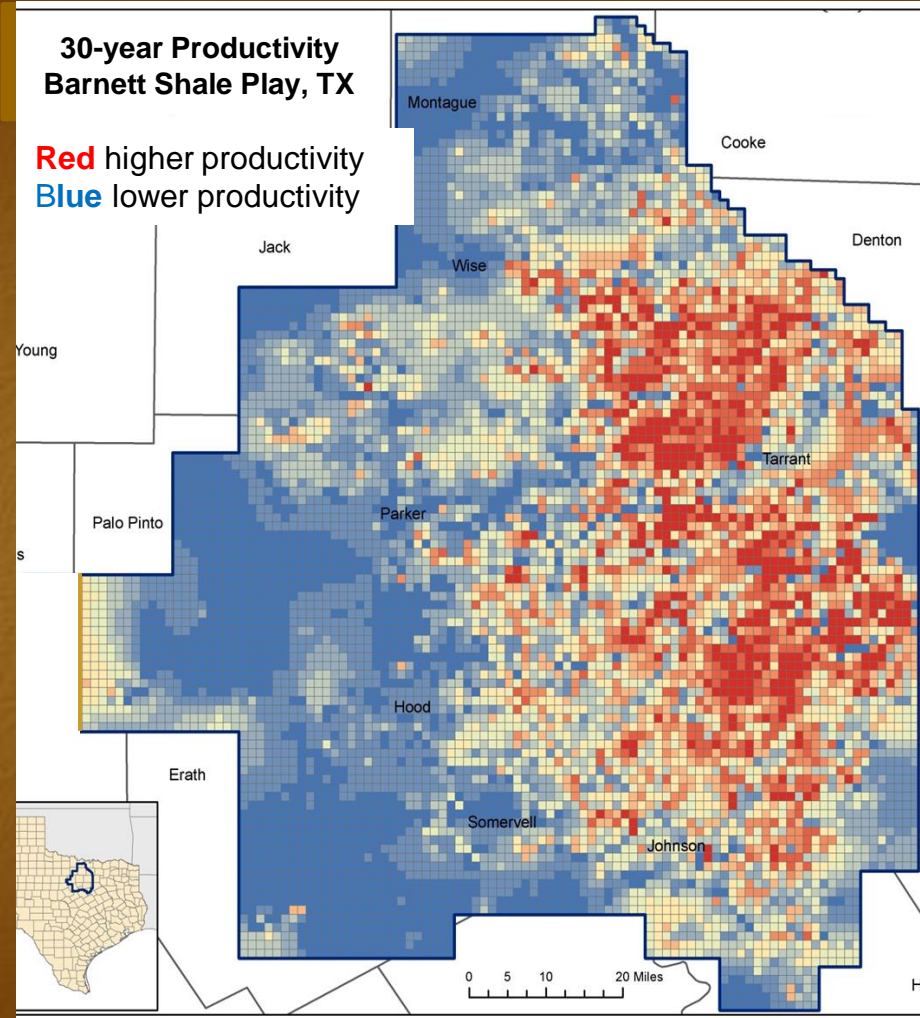 30-year Productivity
Barnett Shale Play, TX
Red higher productivity
Blue lower productivity
Montague
Cooke
Jack
Denton
Wise
Young
Tarrant
Parker
Palo Pinto
s
Hood
Erath
Somervell
Johnson
0 5 10 20 Miles
H